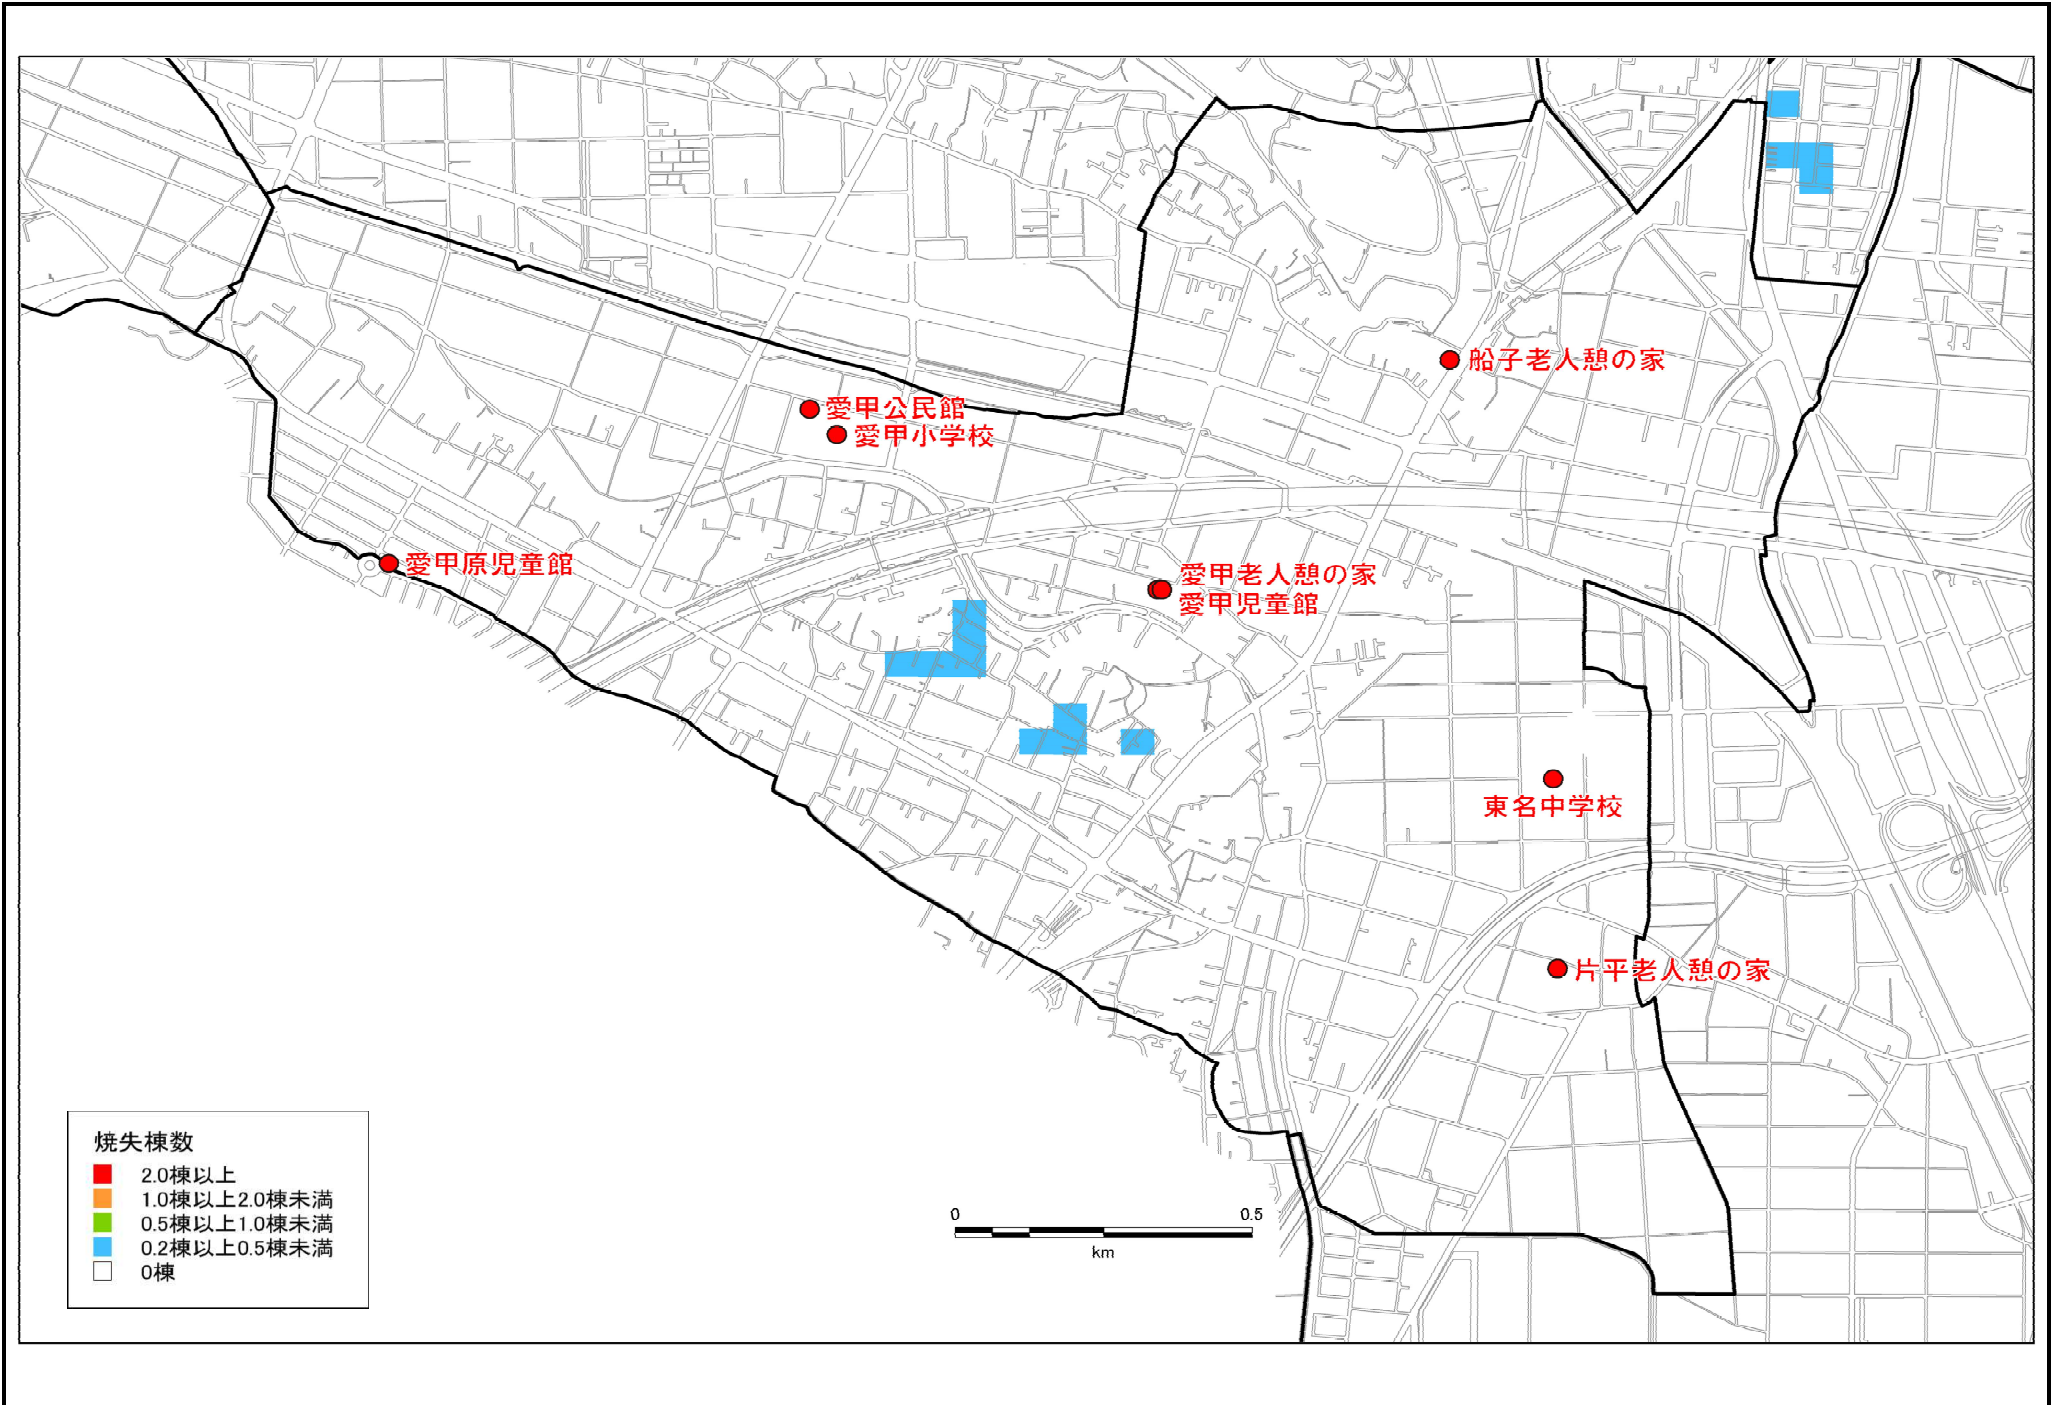 船子老人憩の家
愛甲公民館
愛甲小学校
愛甲原児童館
愛甲老人憩の家
愛甲児童館
東名中学校
片平老人憩の家
焼失棟数
2.0棟以上
1.0棟以上2.0棟未満
0.5棟以上1.0棟未満
0.2棟以上0.5棟未満
0棟
0 0.5
km